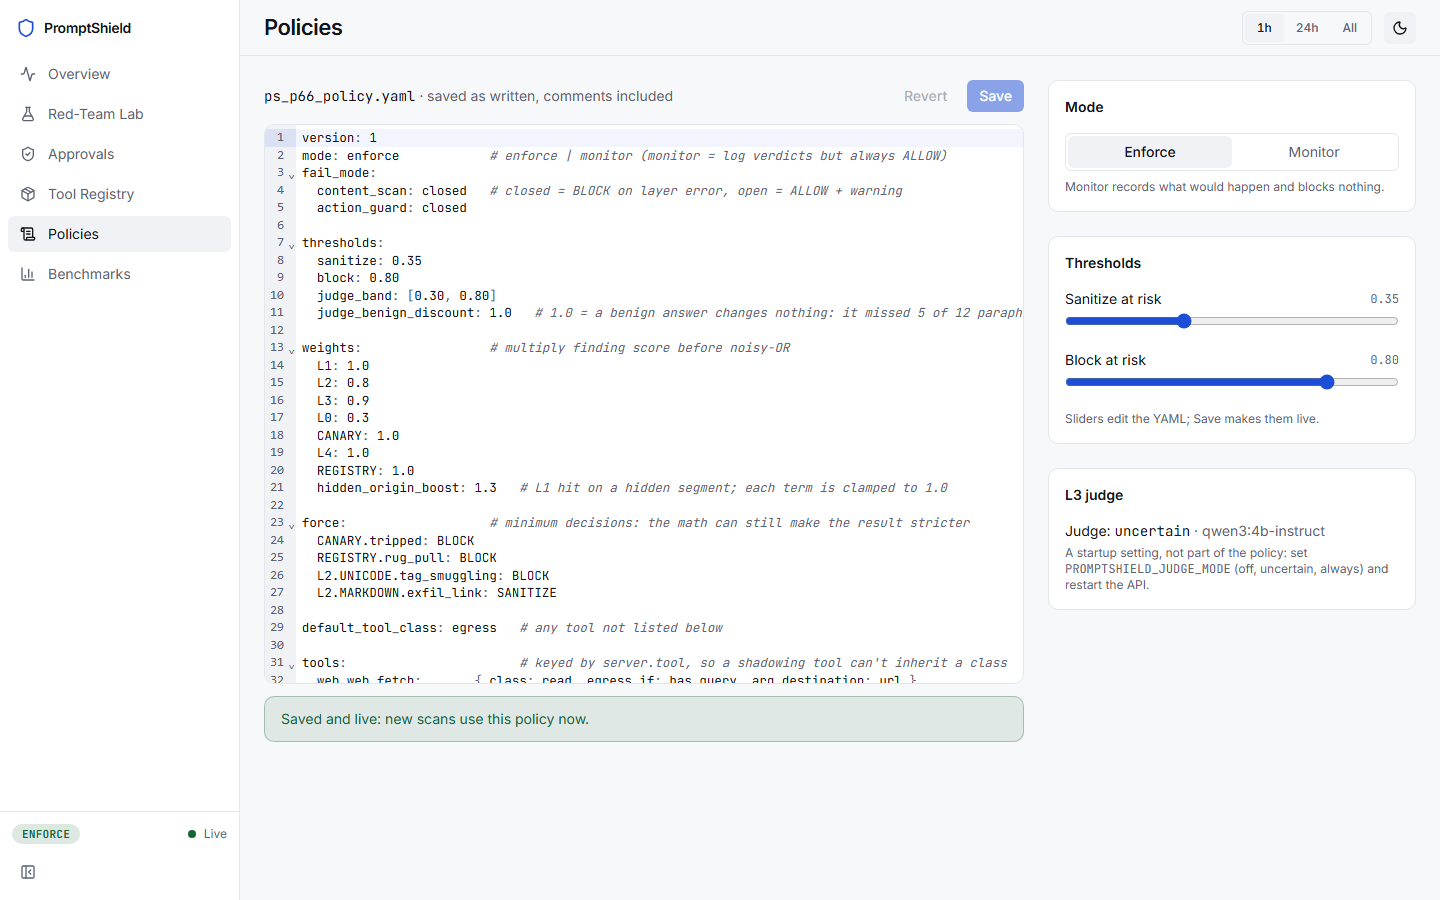 PromptShield
Overview
Red-Team Lab
Approvals
Tool Registry
Policies
Benchmarks
ENFORCE
Live
Policies
1h 24h All
ps_p66_policy.yaml · saved as written, comments included
Revert Save
1 version: 1
2 mode: enforce # enforce | monitor (monitor = log verdicts but always ALLOW)
3 fail_mode:
4 content_scan: closed # closed = BLOCK on layer error, open = ALLOW + warning
5 action_guard: closed
6
7 thresholds:
8 sanitize: 0.35
9 block: 0.80
10 judge_band: [0.30, 0.80]
11 judge_benign_discount: 1.0 # 1.0 = a benign answer changes nothing: it missed 5 of 12 paraph
12
13 weights: # multiply finding score before noisy-OR
14 L1: 1.0
15 L2: 0.8
16 L3: 0.9
17 L0: 0.3
18 CANARY: 1.0
19 L4: 1.0
20 REGISTRY: 1.0
21 hidden_origin_boost: 1.3 # L1 hit on a hidden segment; each term is clamped to 1.0
22
23 force: # minimum decisions: the math can still make the result stricter
24 CANARY.tripped: BLOCK
25 REGISTRY.rug_pull: BLOCK
26 L2.UNICODE.tag_smuggling: BLOCK
27 L2.MARKDOWN.exfil_link: SANITIZE
28
29 default_tool_class: egress # any tool not listed below
30
31 tools: # keyed by server.tool, so a shadowing tool can't inherit a class
32 web.web_fetch: { class: read, egress_if: has_query, arg_destination: url }
Saved and live: new scans use this policy now.
Mode
Enforce Monitor
Monitor records what would happen and blocks nothing.
Thresholds
Sanitize at risk 0.35
Block at risk 0.80
Sliders edit the YAML; Save makes them live.
L3 judge
Judge: uncertain · qwen3:4b-instruct
A startup setting, not part of the policy: set
PROMPTSHIELD_JUDGE_MODE (off, uncertain, always) and
restart the API.